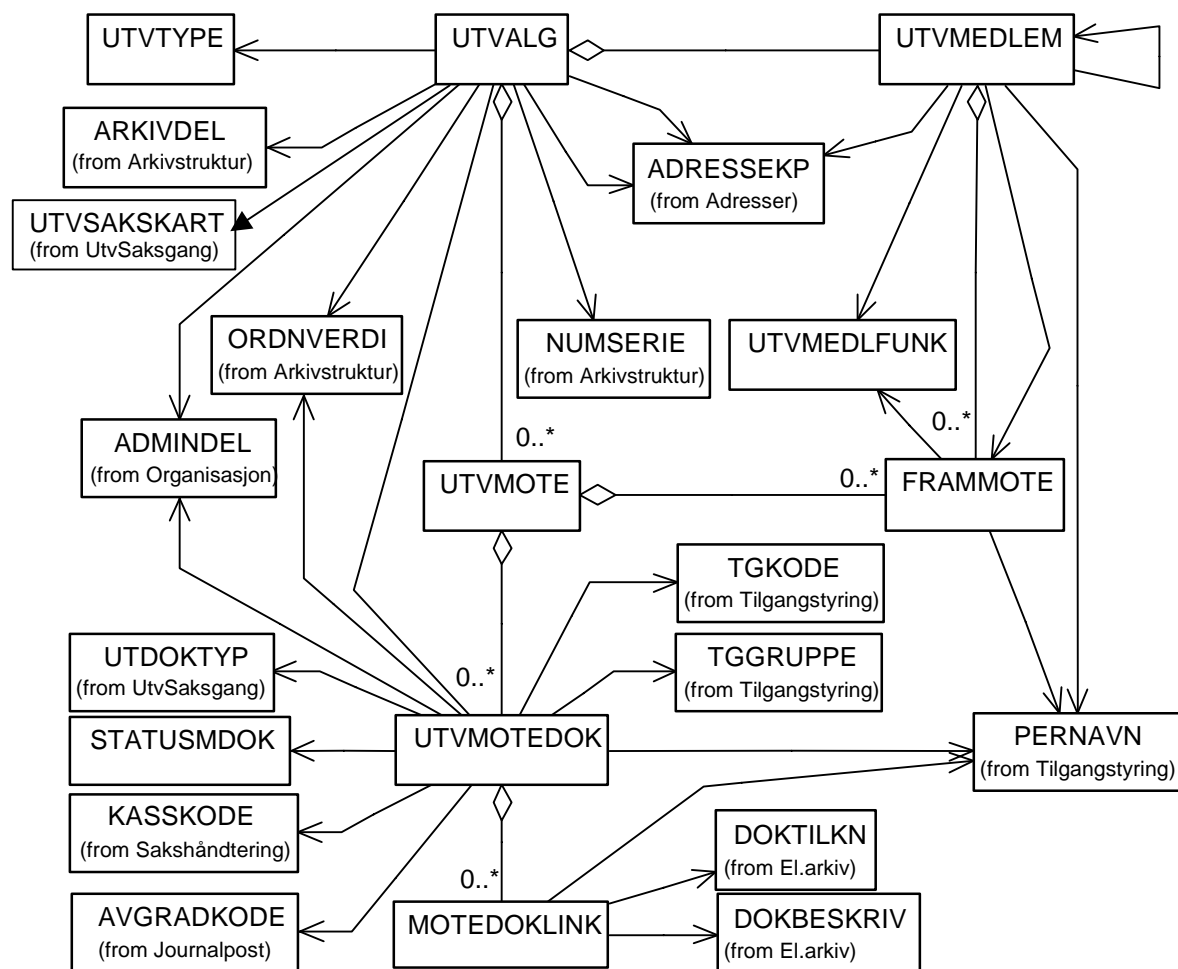 UTVTYPE
UTVALG
UTVMEDLEM
ARKIVDEL
(from Arkivstruktur)
ADRESSEKP
(from Adresser)
UTVSAKSKART
(from UtvSaksgang)
ORDNVERDI
(from Arkivstruktur)
NUMSERIE
(from Arkivstruktur)
UTVMEDLFUNK
ADMINDEL
(from Organisasjon)
0..*
0..*
UTVMOTE
0..*
FRAMMOTE
TGKODE
(from Tilgangstyring)
UTDOKTYP
(from UtvSaksgang)
0..*
TGGRUPPE
(from Tilgangstyring)
STATUSMDOK
UTVMOTEDOK
PERNAVN
(from Tilgangstyring)
KASSKODE
(from Sakshåndtering)
DOKTILKN
(from El.arkiv)
0..*
AVGRADKODE
(from Journalpost)
MOTEDOKLINK
DOKBESKRIV
(from El.arkiv)